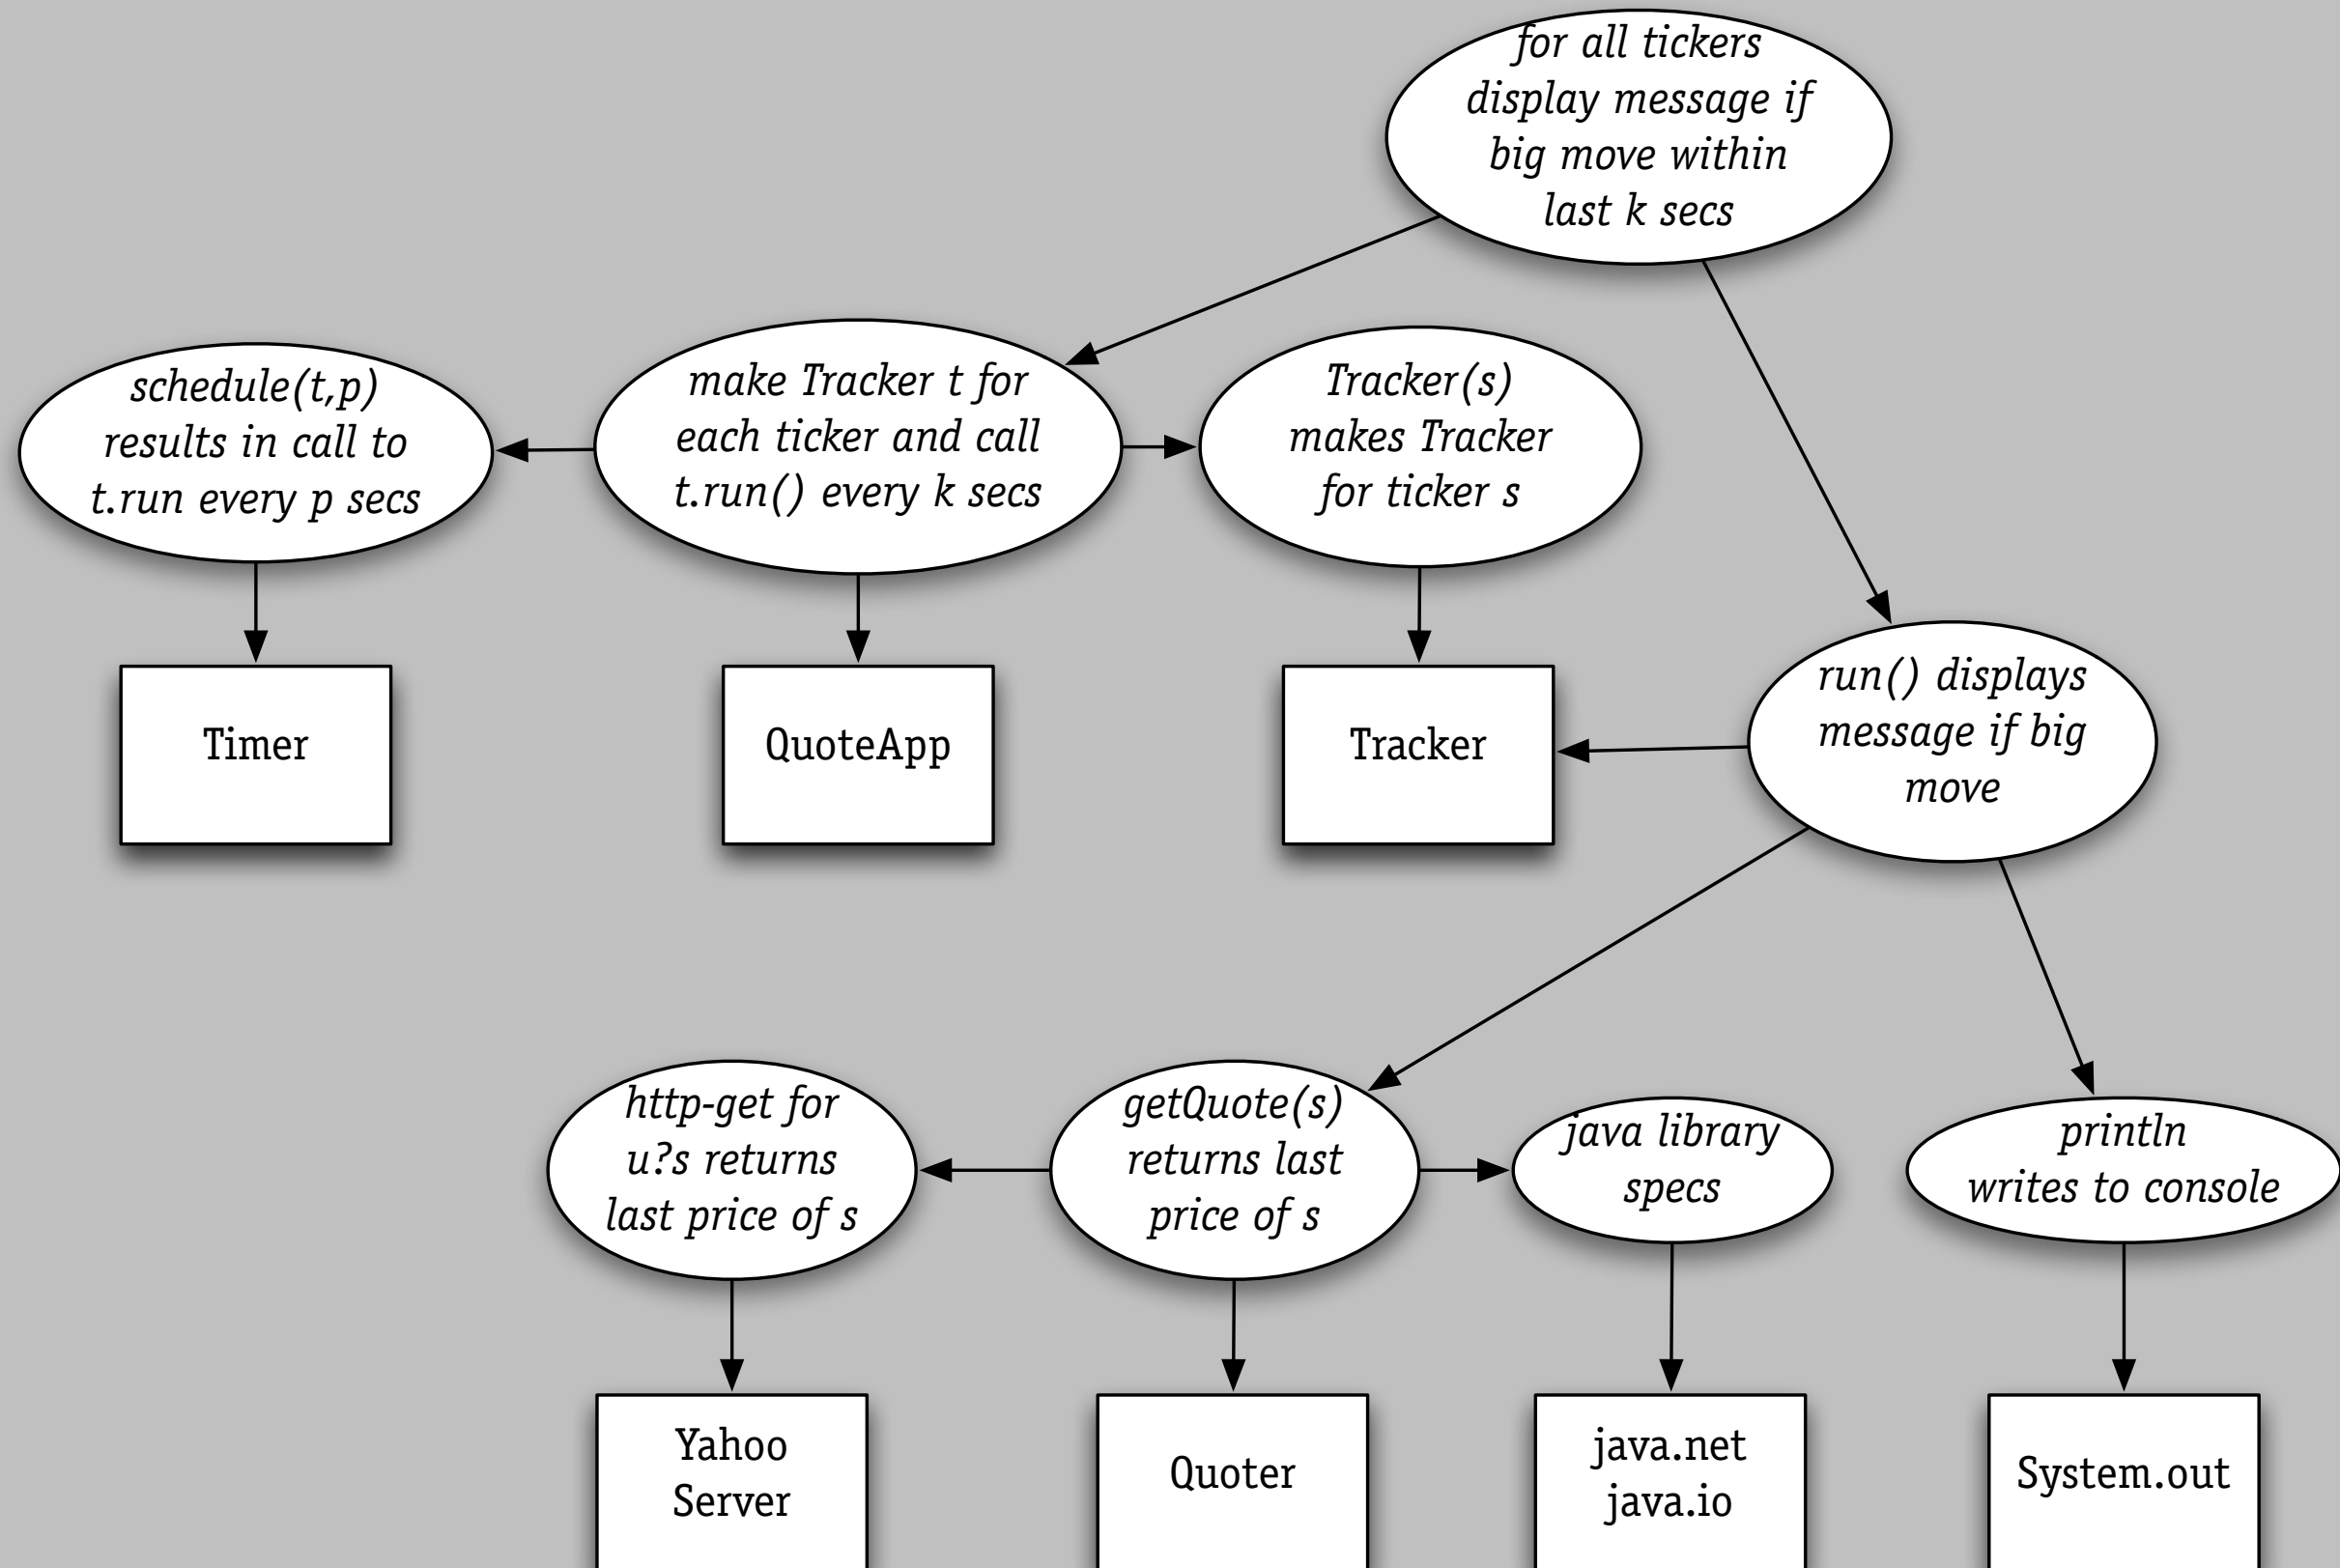 for all tickers
display message if
big move within
last k secs
schedule(t,p)
results in call to
t.run every p secs
make Tracker t for
each ticker and call
t.run() every k secs
Tracker(s)
makes Tracker
for ticker s
run() displays
message if big
move
Timer
QuoteApp
Tracker
http-get for
u?s returns
last price of s
getQuote(s)
returns last
price of s
java library
specs
println
writes to console
Yahoo
Server
Quoter
java.net
java.io
System.out